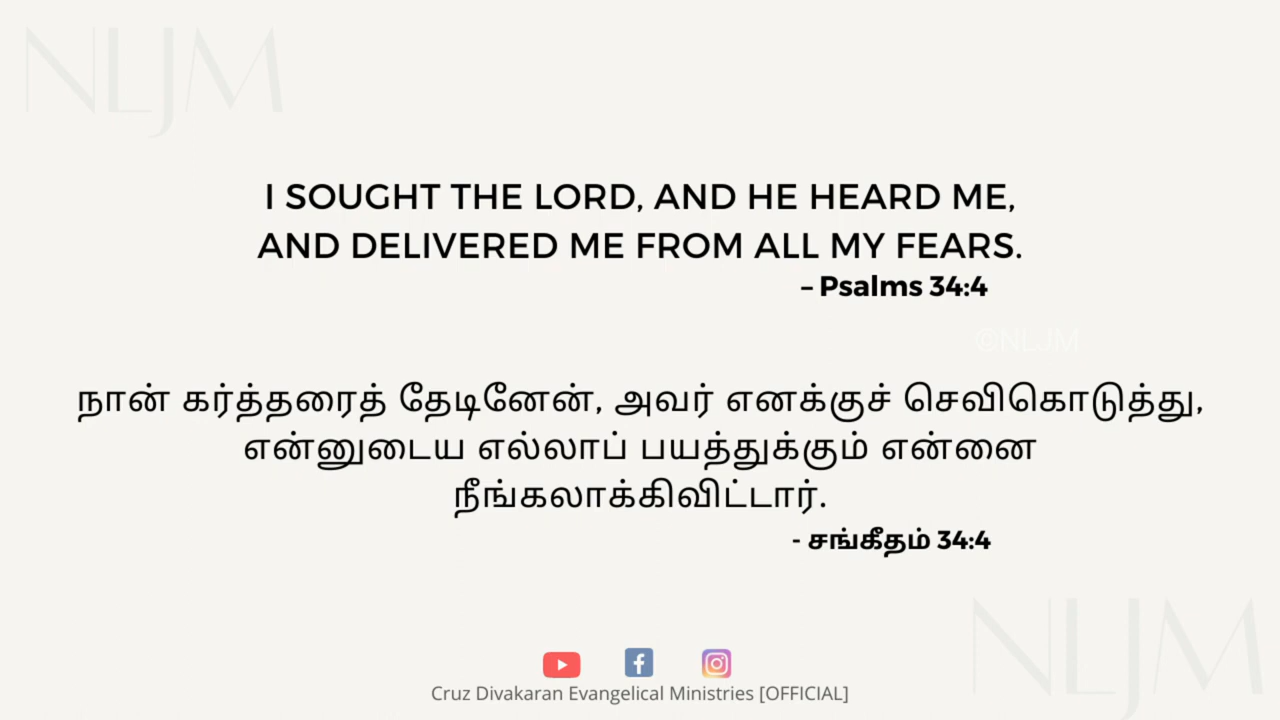 NLJM
I SOUGHT THE LORD, AND HE HEARD ME,
AND DELIVERED ME FROM ALL MY FEARS.
– Psalms 34:4
@NLJM
நான் கர்த்தரைத் தேடினேன், அவர் எனக்குச் செவிகொடுத்து,
என்னுடைய எல்லாப் பயத்துக்கும் என்னை
நீங்கலாக்கிவிட்டார்.
- சங்கீதம் 34:4
NLJM
Cruz Divakaran Evangelical Ministries [OFFICIAL]